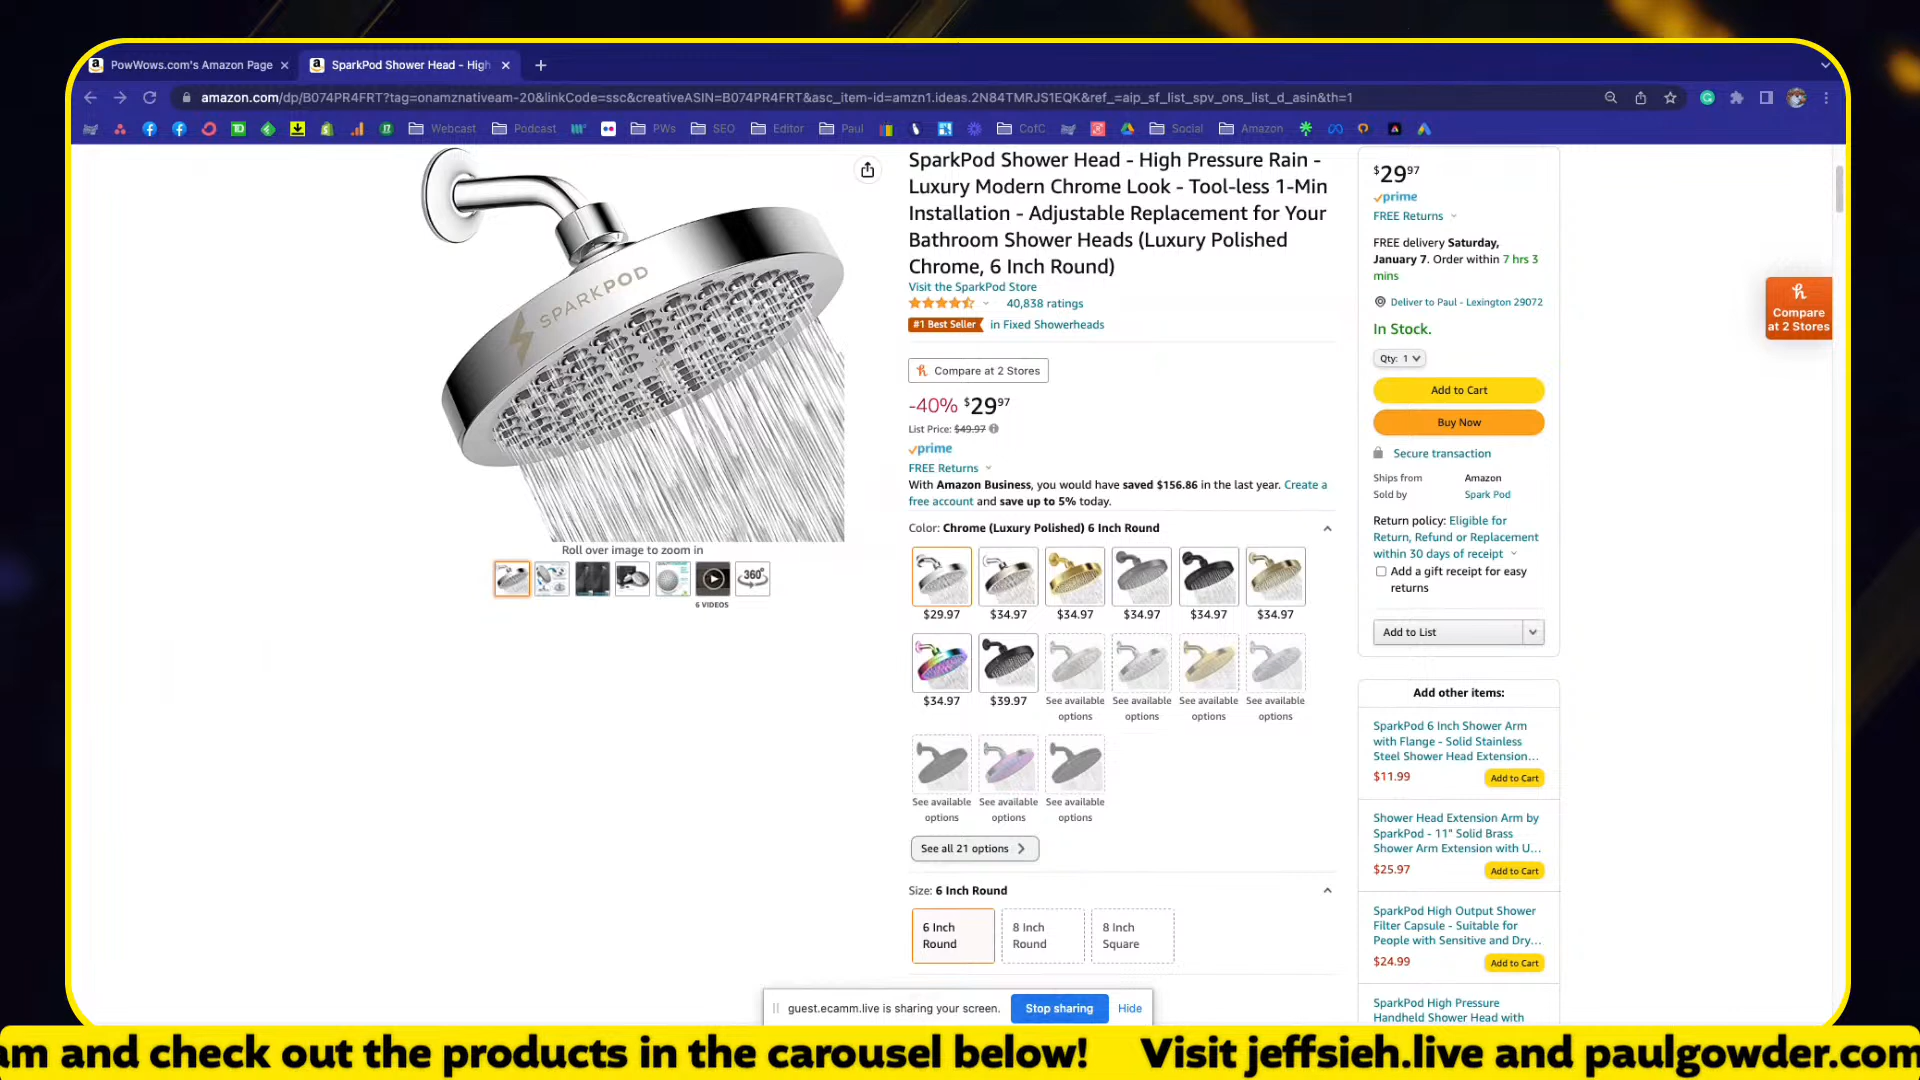 PowWows.com's Amazon Page
SparkPod Shower Head - High
amazon.com/dp/B074PR4FRT?tag=onamznativeam-20&linkCode=ssc&creativeASIN=B074PR4FRT&asc_item-id=amzn1.ideas.2N84TMRJS1EQK&ref_=aip_sf_list_spv_ons_list_d_asin&th=1
Webcast
Podcast
PWs
SEO
Editor
Paul
CofC
Social
Amazon
SPARKPOD
Roll over image to zoom in
360°
6 VIDEOS
SparkPod Shower Head - High Pressure Rain -
Luxury Modern Chrome Look - Tool-less 1-Min
Installation - Adjustable Replacement for Your
Bathroom Shower Heads (Luxury Polished
Chrome, 6 Inch Round)
Visit the SparkPod Store
40,838 ratings
#1 Best Seller in Fixed Showerheads
Compare at 2 Stores
-40% $29⁹⁷
List Price: $49.97
prime
FREE Returns
With Amazon Business, you would have saved $156.86 in the last year. Create a
free account and save up to 5% today.
Color: Chrome (Luxury Polished) 6 Inch Round
$29.97 $34.97 $34.97 $34.97 $34.97 $34.97
$34.97 $39.97 See available See available See available See available
options options options options
See available See available See available
options options options
See all 21 options
Size: 6 Inch Round
6 Inch
Round
8 Inch
Round
8 Inch
Square
$29⁹⁷
prime
FREE Returns
FREE delivery Saturday,
January 7. Order within 7 hrs 3
mins
Deliver to Paul - Lexington 29072
In Stock.
Qty: 1
Add to Cart
Buy Now
Secure transaction
Ships from Amazon
Sold by Spark Pod
Return policy: Eligible for
Return, Refund or Replacement
within 30 days of receipt
Add a gift receipt for easy
returns
Add to List
Add other items:
SparkPod 6 Inch Shower Arm
with Flange - Solid Stainless
Steel Shower Head Extension...
$11.99 Add to Cart
Shower Head Extension Arm by
SparkPod - 11" Solid Brass
Shower Arm Extension with U...
$25.97 Add to Cart
SparkPod High Output Shower
Filter Capsule - Suitable for
People with Sensitive and Dry...
$24.99 Add to Cart
SparkPod High Pressure
Handheld Shower Head with
Compare
at 2 Stores
guest.ecamm.live is sharing your screen. Stop sharing Hide
am and check out the products in the carousel below! Visit jeffsieh.live and paulgowder.com